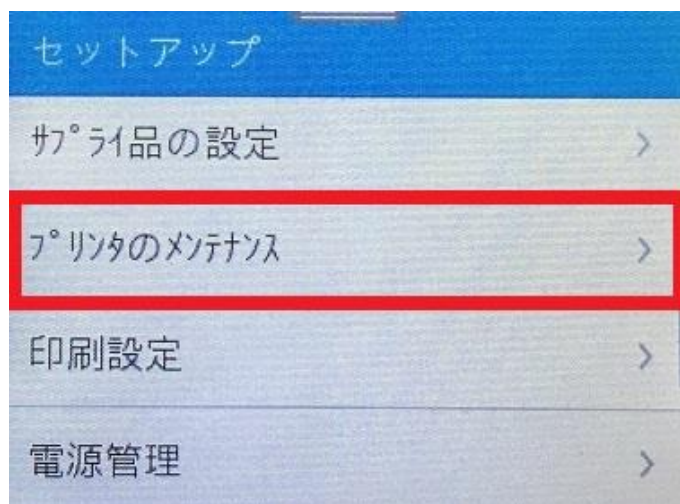 セットアップ
ｻﾌﾟﾗｲ品の設定
ﾌﾟﾘﾝﾀのﾒﾝﾃﾅﾝｽ
印刷設定
電源管理